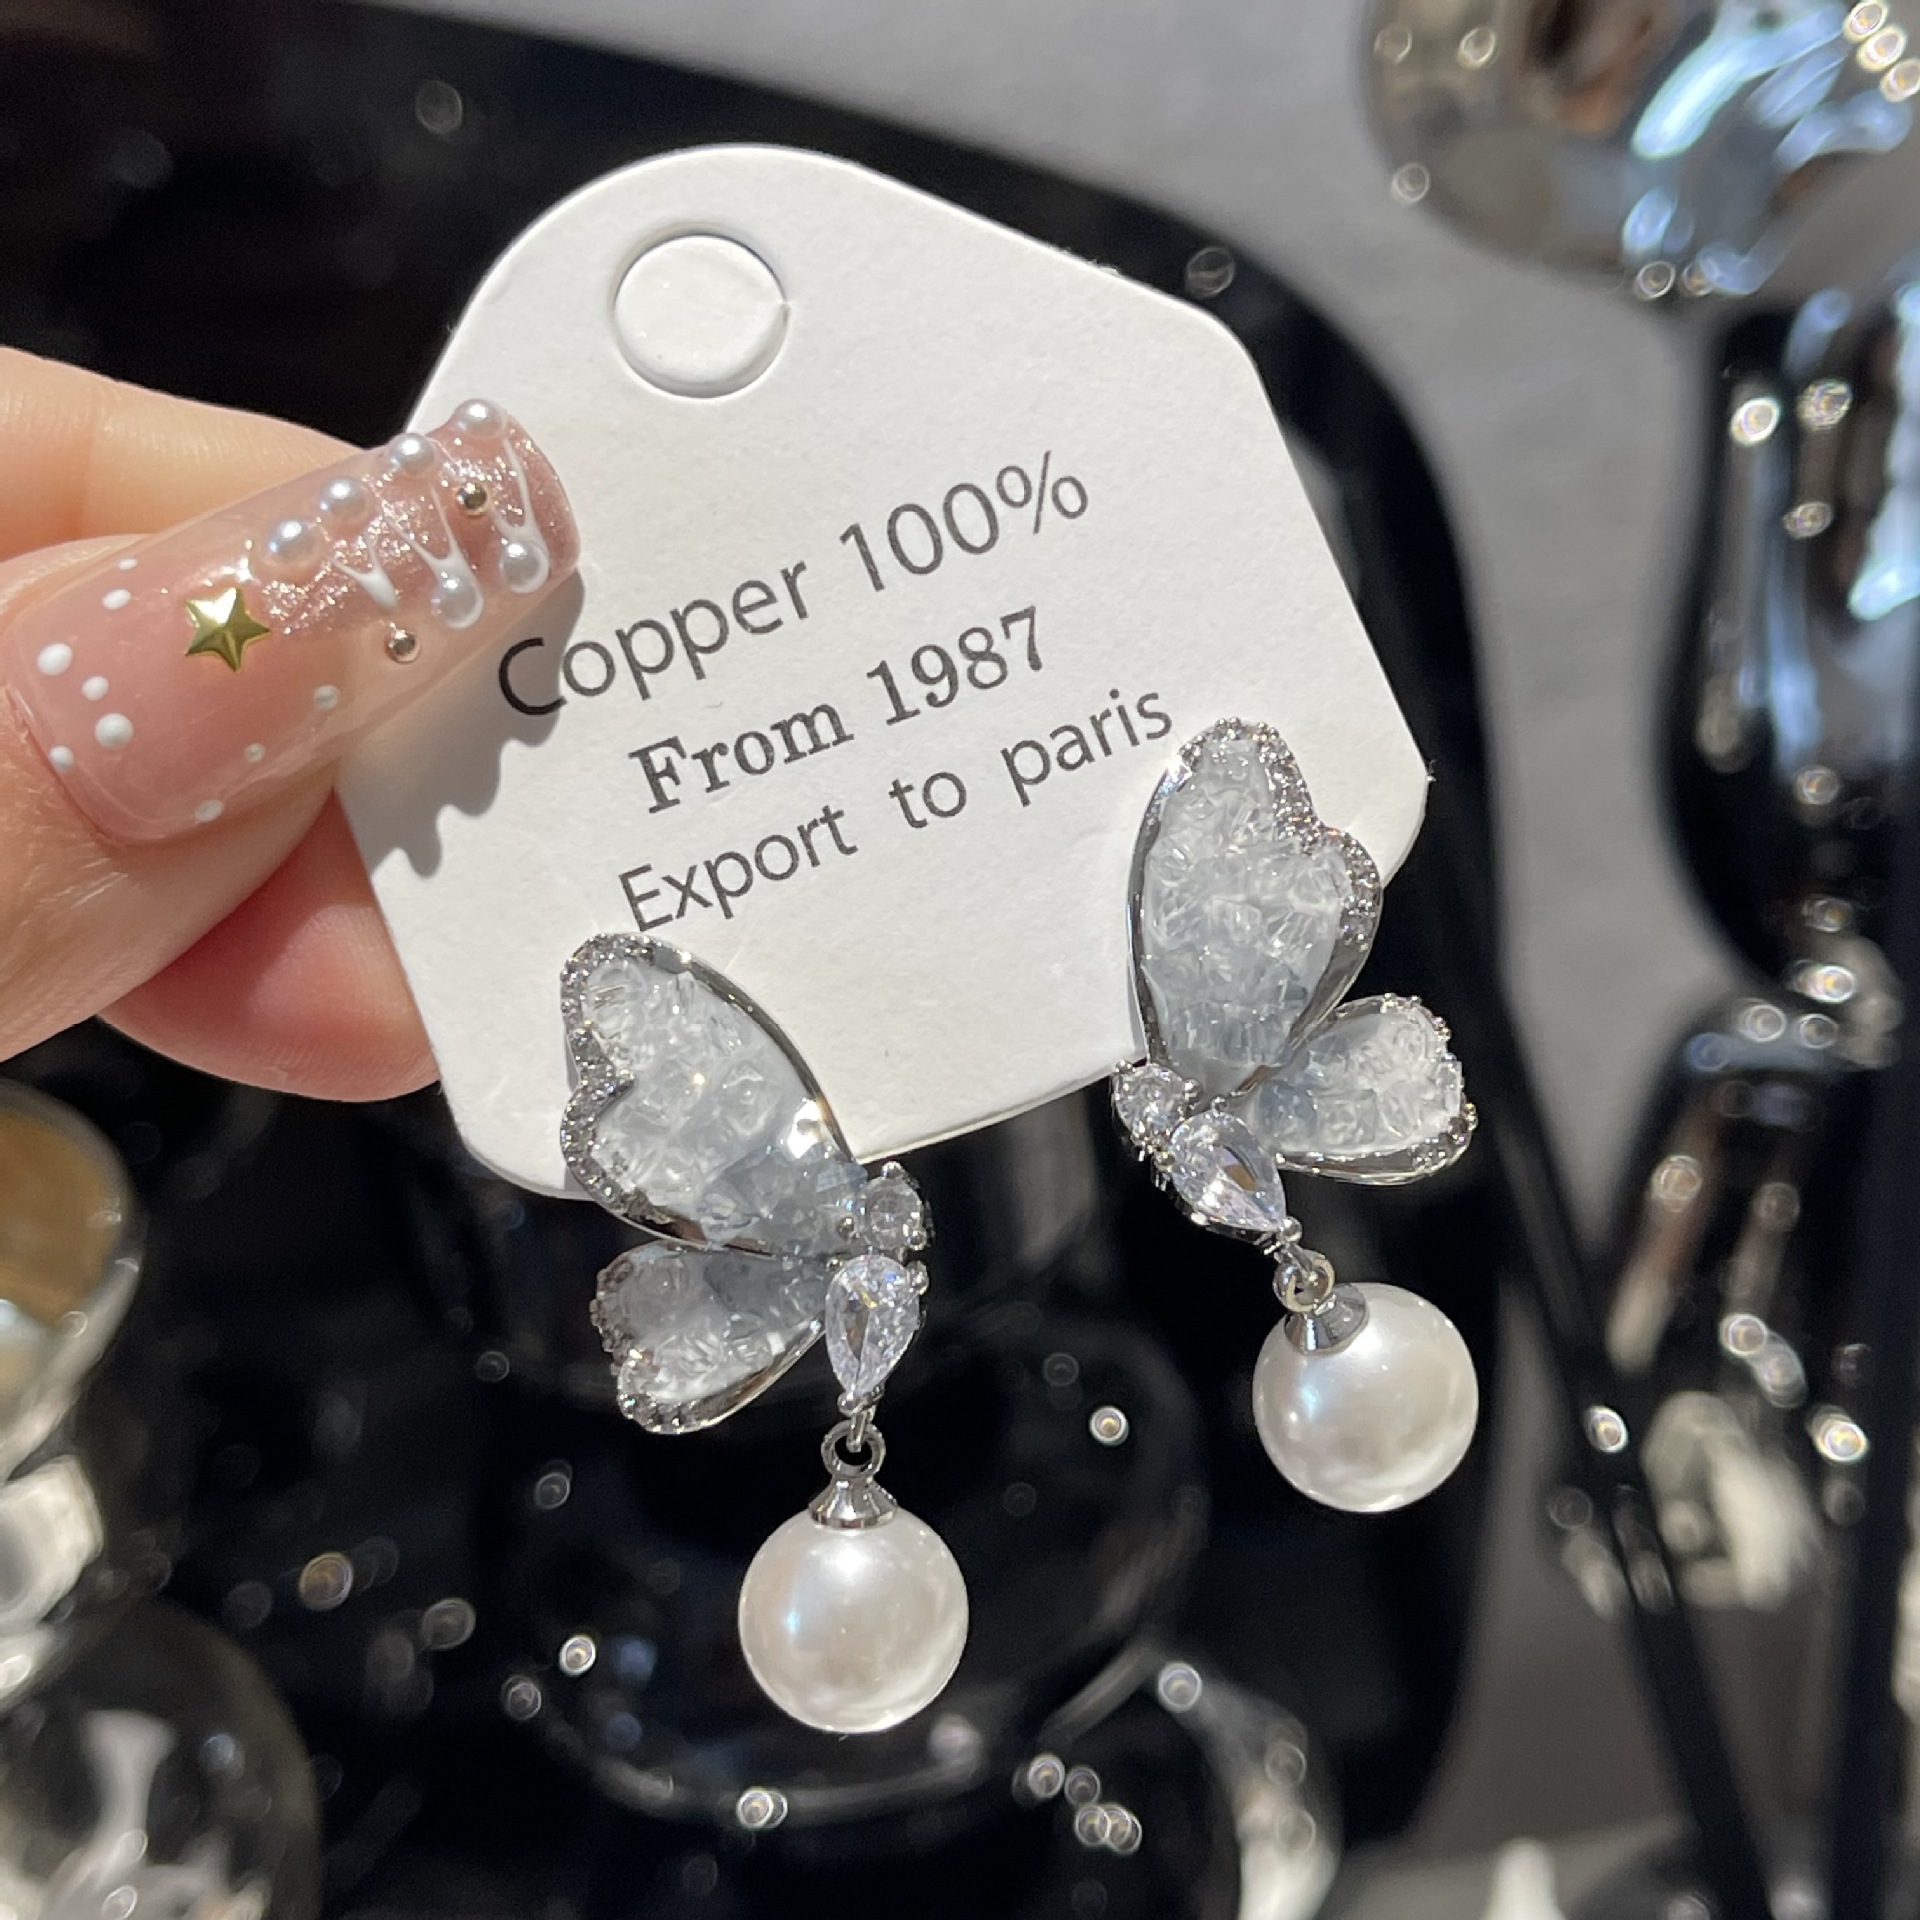 Copper 100%
From 1987
Export to paris